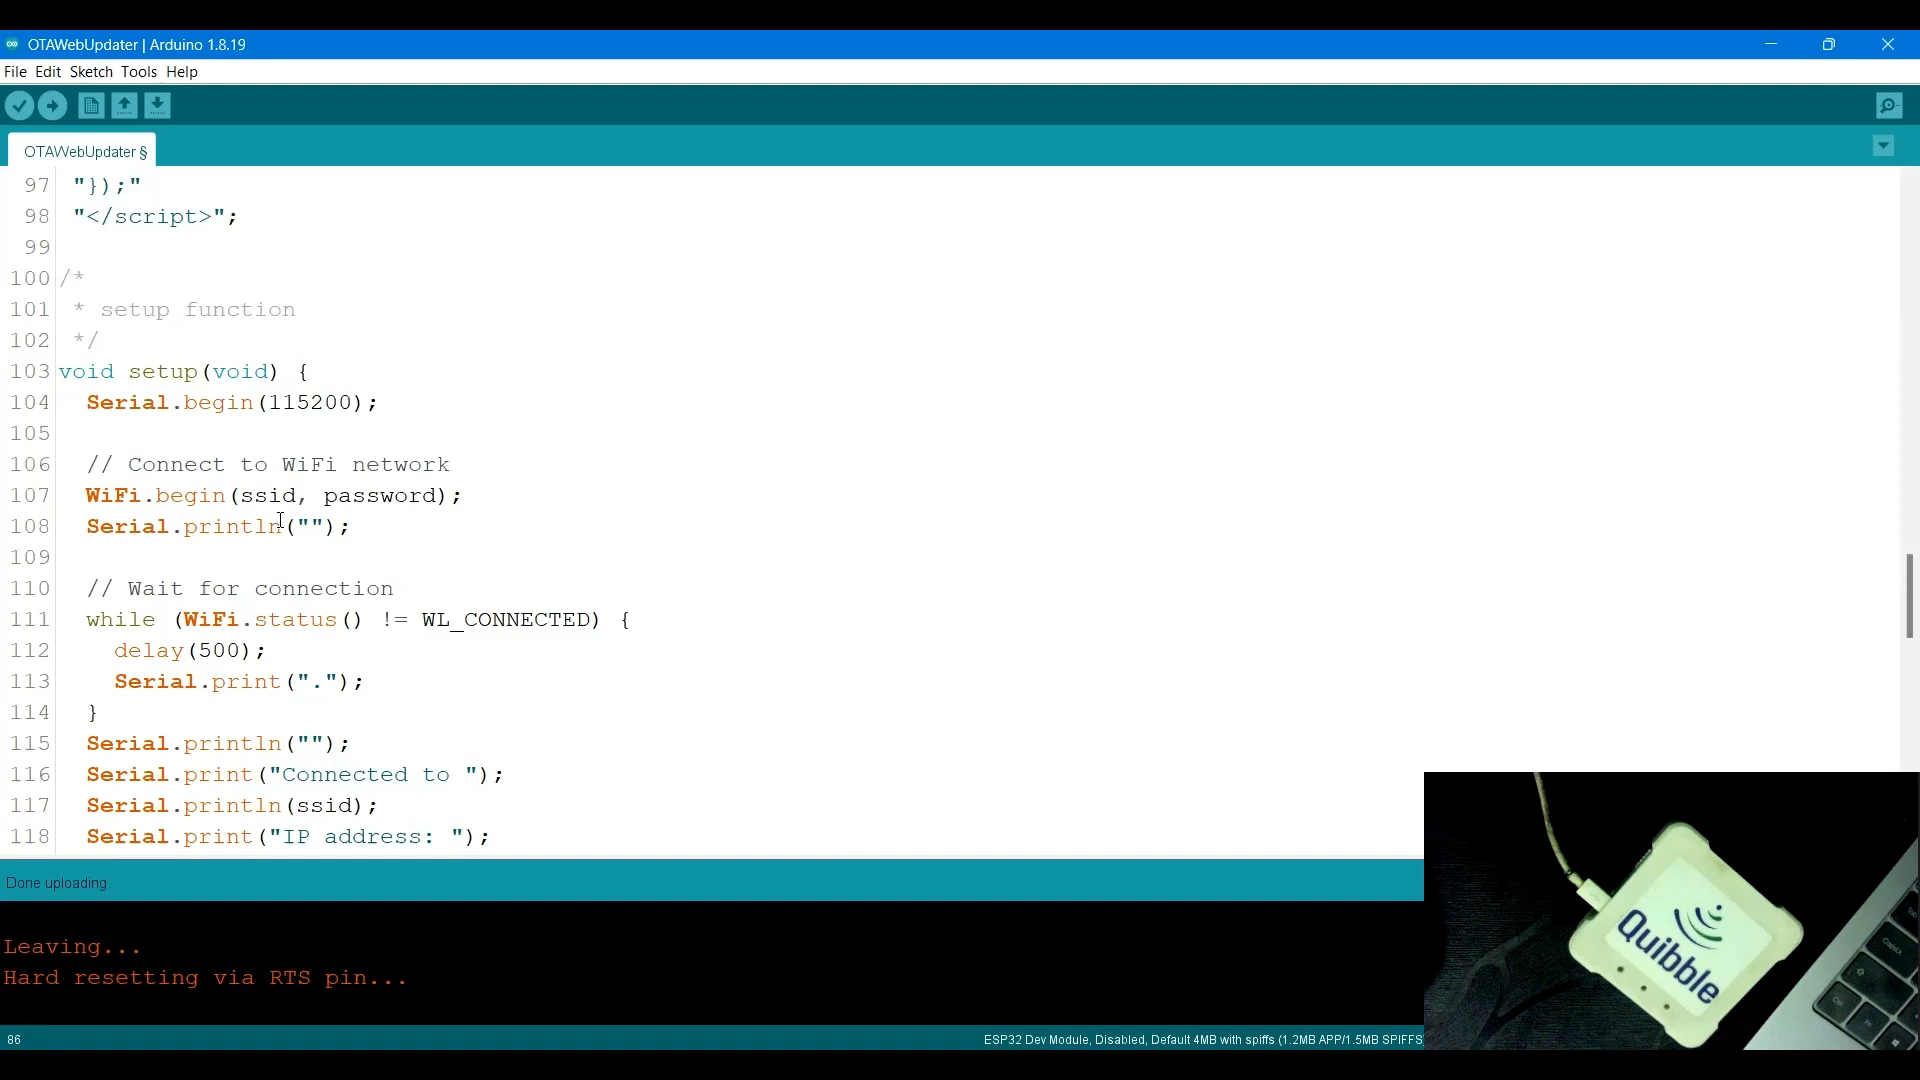 OTAWebUpdater | Arduino 1.8.19
File Edit Sketch Tools Help
OTAWebUpdater §
97 "});"
98 "</script>";
99
100 /*
101 * setup function
102 */
103 void setup(void) {
104 Serial.begin(115200);
105
106 // Connect to WiFi network
107 WiFi.begin(ssid, password);
108 Serial.println("");
109
110 // Wait for connection
111 while (WiFi.status() != WL_CONNECTED) {
112 delay(500);
113 Serial.print(".");
114 }
115 Serial.println("");
116 Serial.print("Connected to ");
117 Serial.println(ssid);
118 Serial.print("IP address: ");
Done uploading.
Leaving...
Hard resetting via RTS pin...
86
ESP32 Dev Module, Disabled, Default 4MB with spiffs (1.2MB APP/1.5MB SPIFFS
Quibble